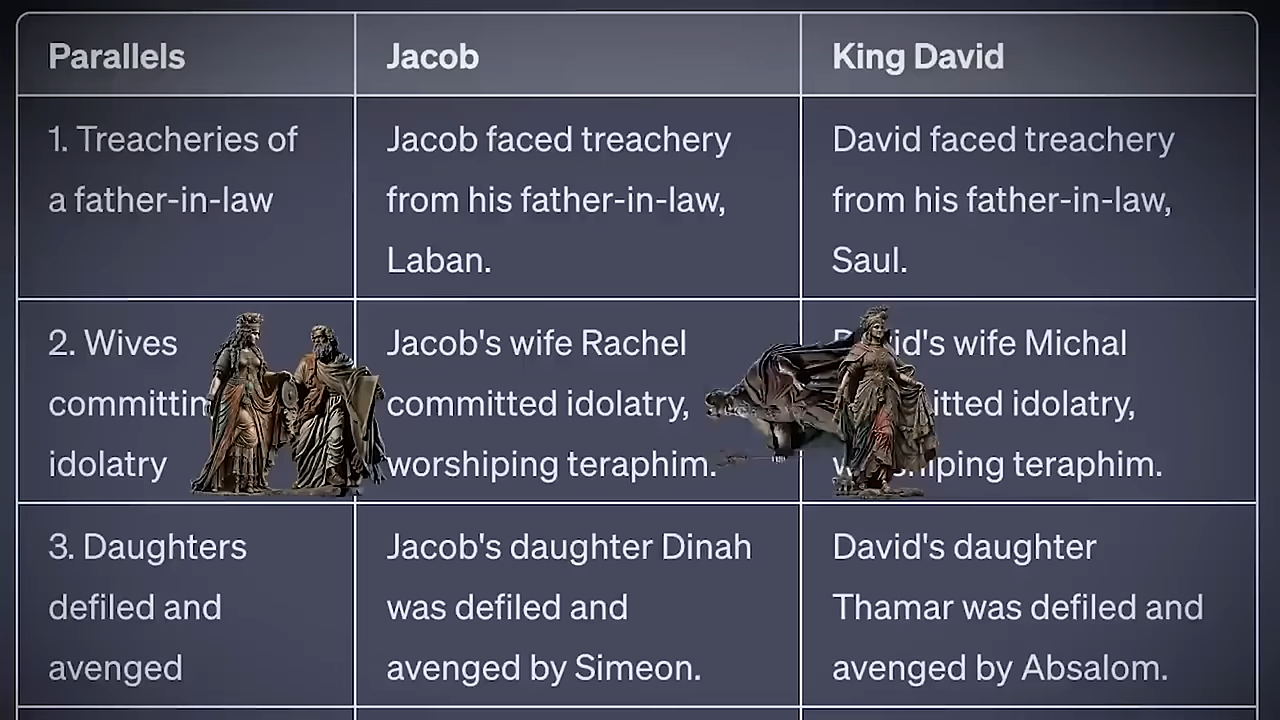 Parallels
Jacob
King David
1. Treacheries of
a father-in-law
Jacob faced treachery
from his father-in-law,
Laban.
David faced treachery
from his father-in-law,
Saul.
2. Wives
idolatry
Jacob's wife Rachel
committed idolatry,
worshiping teraphim.
wife Michal
idolatry,
teraphim.
3. Daughters
defiled and
avenged
Jacob's daughter Dinah
was defiled and
avenged by Simeon.
David's daughter
Thamar was defiled and
avenged by Absalom.